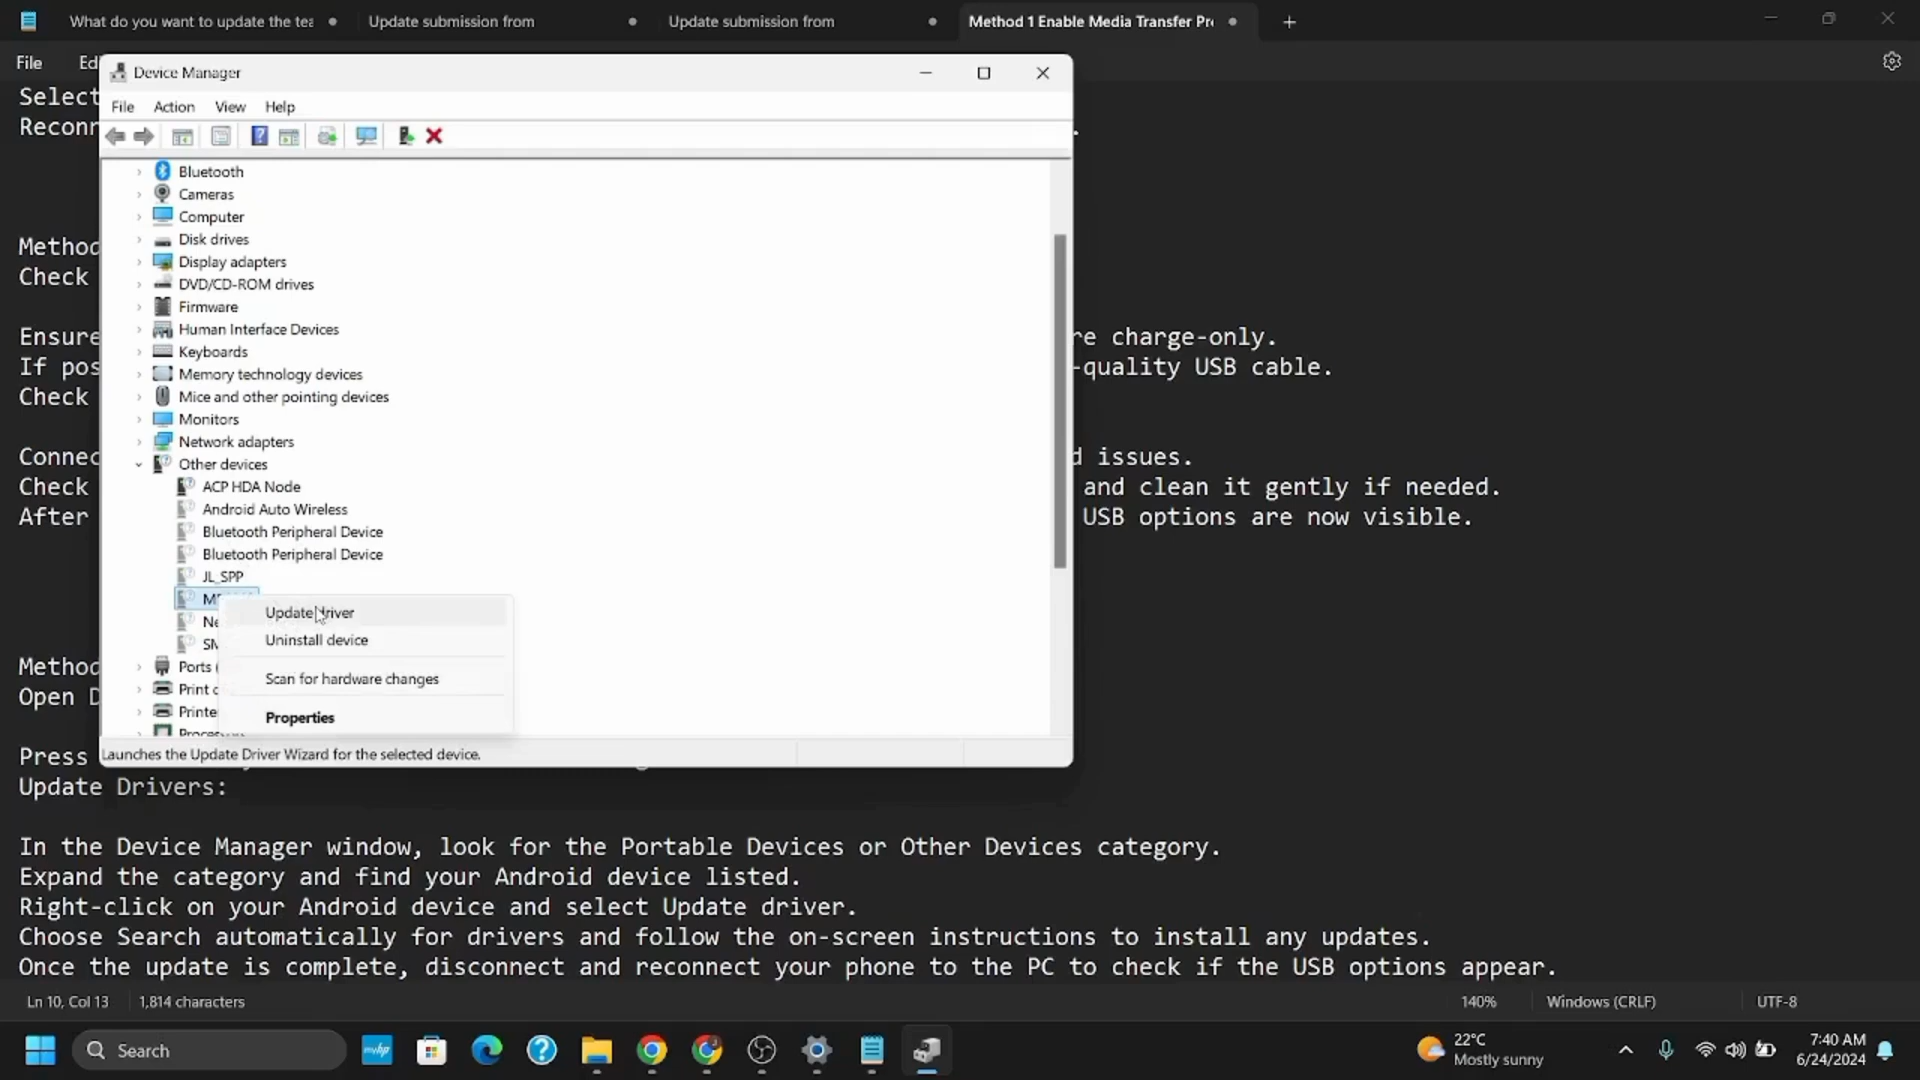 What do you want to update the tea
Update submission from
Update submission from
Method 1 Enable Media Transfer Pr
File
Device Manager
File Action View Help
Select
Reconn
Bluetooth
Cameras
Computer
Disk drives
Display adapters
DVD/CD-ROM drives
Firmware
Human Interface Devices
Keyboards
Memory technology devices
Mice and other pointing devices
Monitors
Network adapters
Other devices
ACP HDA Node
Android Auto Wireless
Bluetooth Peripheral Device
Bluetooth Peripheral Device
JL_SPP
Ports
Update driver
Uninstall device
Scan for hardware changes
Properties
Launches the Update Driver Wizard for the selected device.
Method
Check
Ensure re charge-only.
If pos -quality USB cable.
Check
Connec d issues.
Check and clean it gently if needed.
After USB options are now visible.
Method
Open D
Press
Update Drivers:
In the Device Manager window, look for the Portable Devices or Other Devices category.
Expand the category and find your Android device listed.
Right-click on your Android device and select Update driver.
Choose Search automatically for drivers and follow the on-screen instructions to install any updates.
Once the update is complete, disconnect and reconnect your phone to the PC to check if the USB options appear.
Ln 10, Col 13 1,814 characters 140% Windows (CRLF) UTF-8
Search
myhp
22°C
Mostly sunny
7:40 AM
6/24/2024